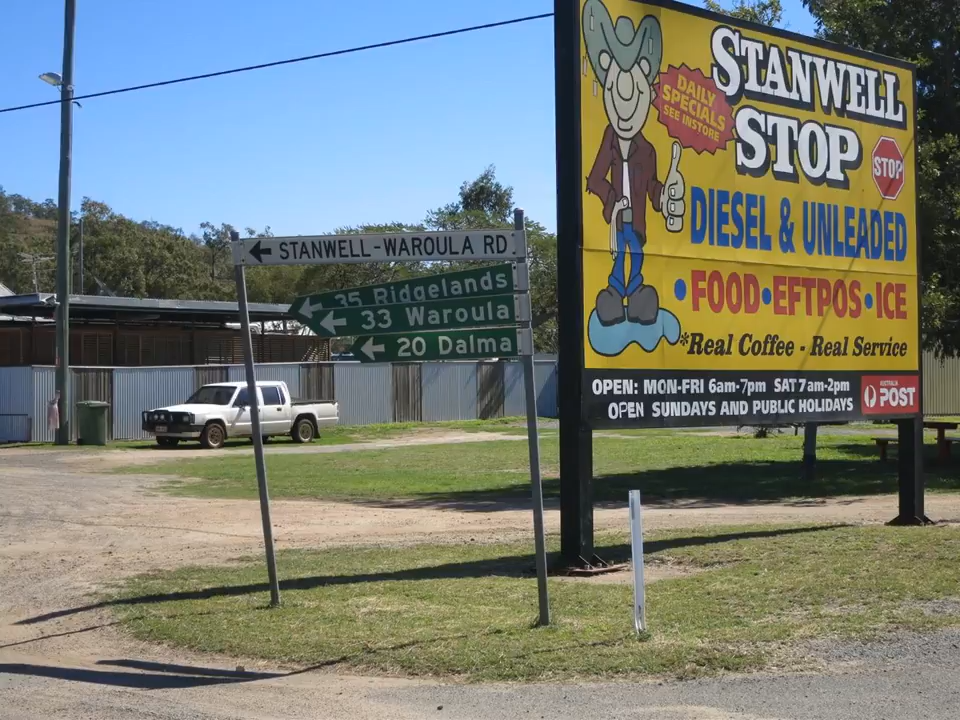 STANWELL-WAROULA RD
35 Ridgelands
33 Waroula
20 Dalma
STANWELL
STOP
DAILY
SPECIALS
SEE INSTORE
STOP
DIESEL & UNLEADED
•FOOD•EFTPOS•ICE
*Real Coffee - Real Service
OPEN: MON-FRI 6am-7pm SAT 7am-2pm
OPEN SUNDAYS AND PUBLIC HOLIDAYS
AUSTRALIA
POST